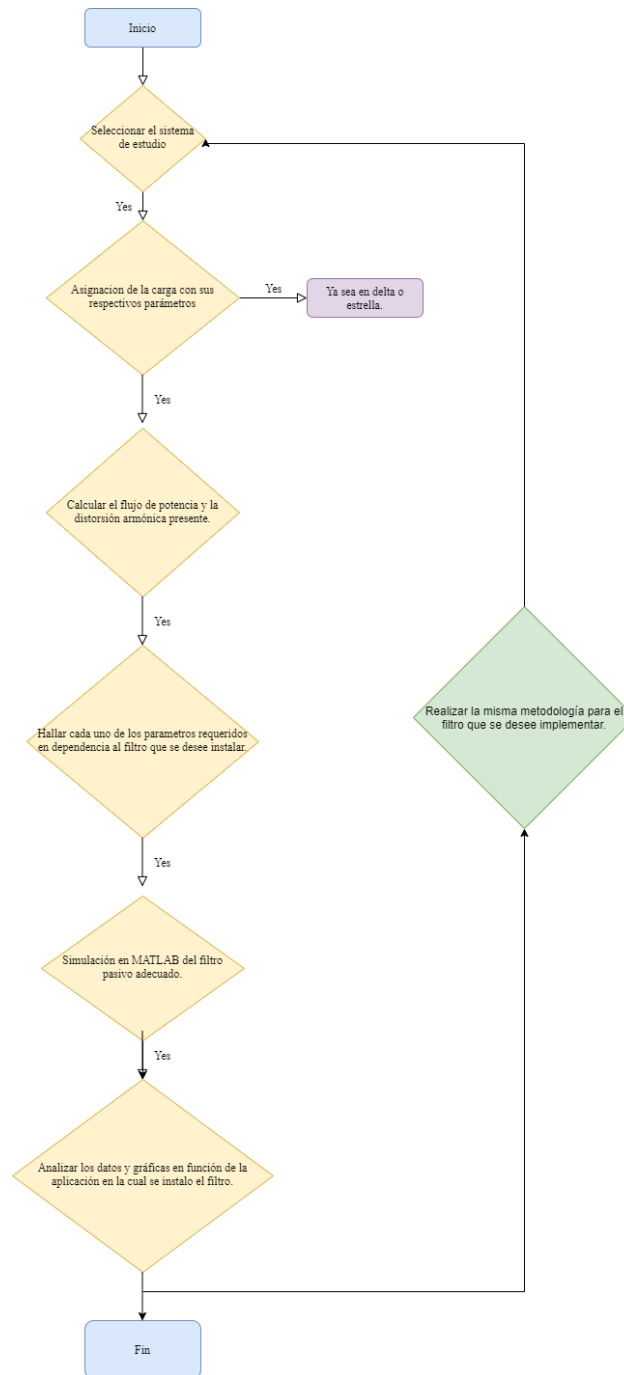 Inicio
Seleccionar el sistema
de estudio
Yes
Asignacion de la carga con sus
respectivos parámetros
Yes
Ya sea en delta o
estrella.
Yes
Calcular el flujo de potencia y la
distorsión armónica presente.
Yes
Hallar cada uno de los parametros requeridos
en dependencia al filtro que se desee instalar.
Realizar la misma metodología para el
filtro que se desee implementar.
Yes
Simulación en MATLAB del filtro
pasivo adecuado.
Yes
Analizar los datos y gráficas en función de la
aplicación en la cual se instalo el filtro.
Fin